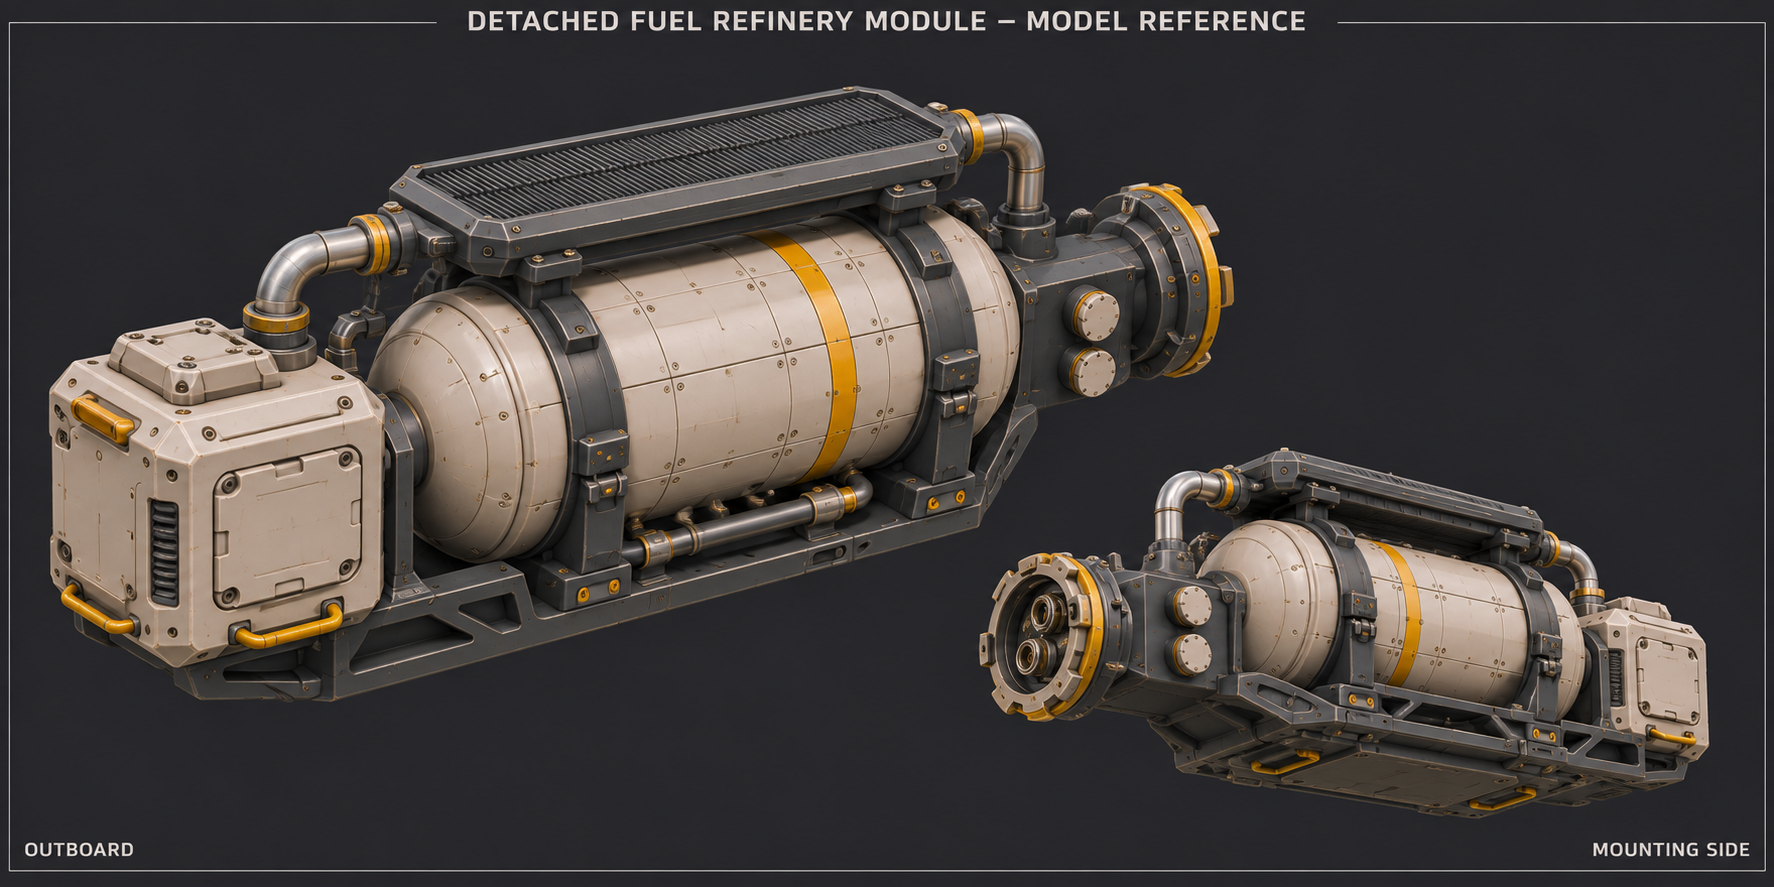 DETACHED FUEL REFINERY MODULE – MODEL REFERENCE
OUTBOARD
MOUNTING SIDE